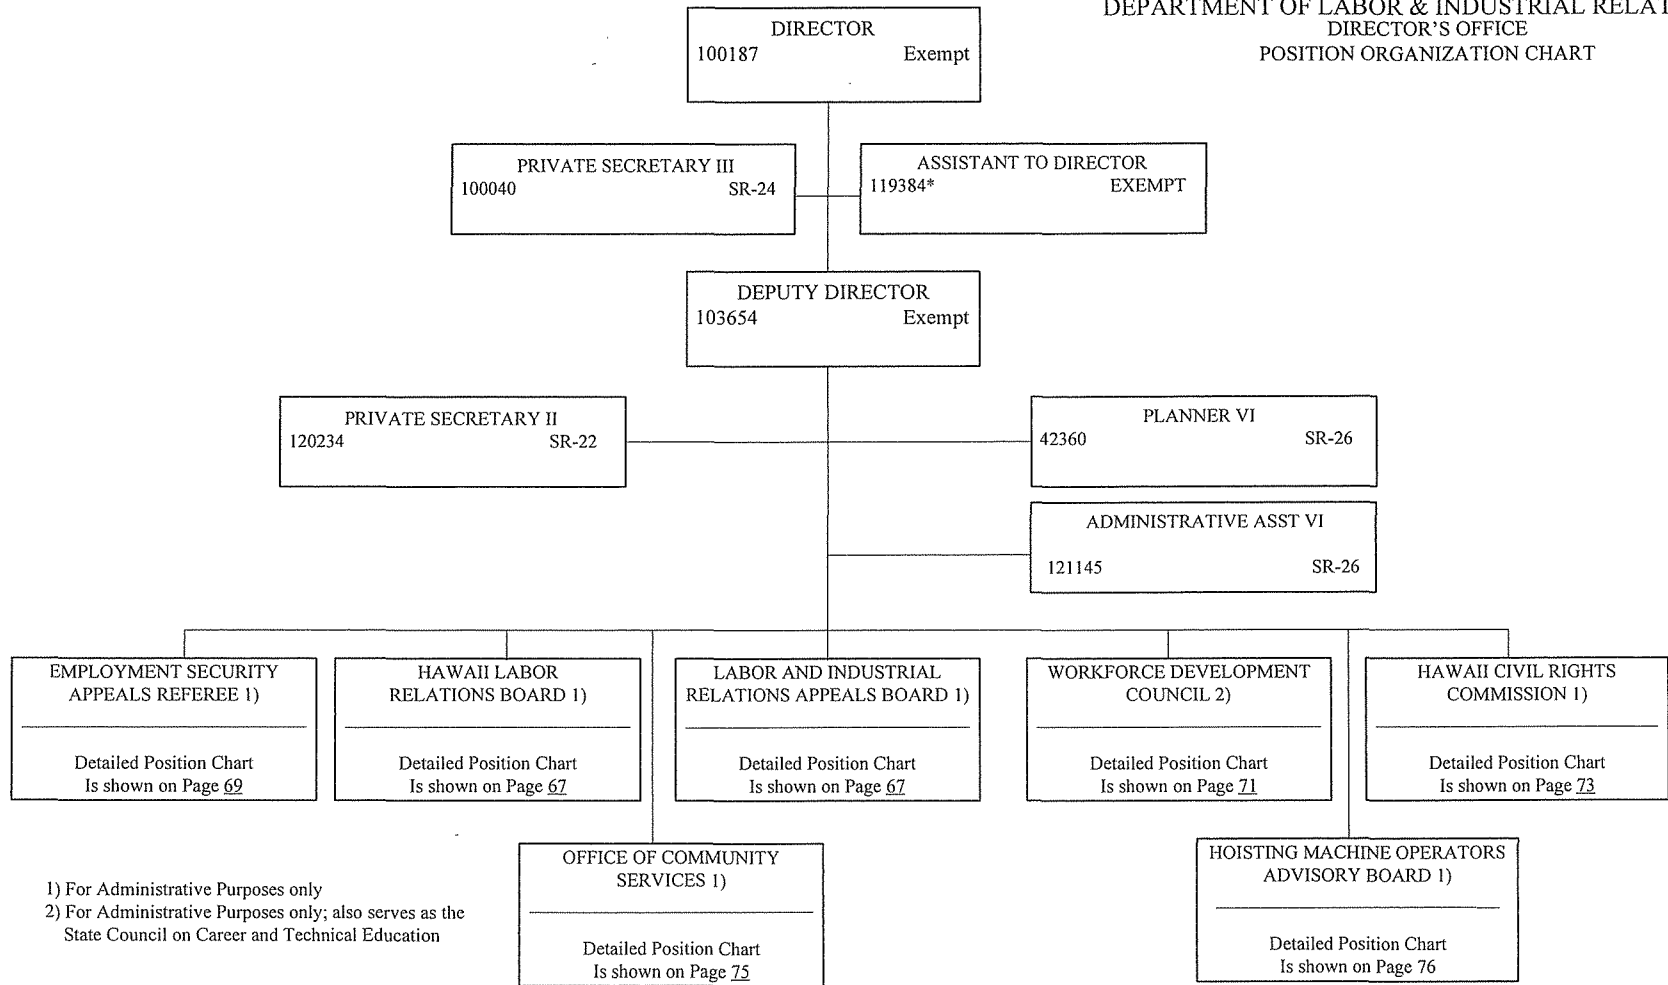 DEPARTMENT OF LABOR & INDUSTRIAL RELAT
DIRECTOR'S OFFICE
POSITION ORGANIZATION CHART
DIRECTOR
100187 Exempt
PRIVATE SECRETARY III
100040 SR-24
ASSISTANT TO DIRECTOR
119384* EXEMPT
DEPUTY DIRECTOR
103654 Exempt
PRIVATE SECRETARY II
120234 SR-22
PLANNER VI
42360 SR-26
ADMINISTRATIVE ASST VI
121145 SR-26
EMPLOYMENT SECURITY
APPEALS REFEREE 1)
Detailed Position Chart
Is shown on Page 69
HAWAII LABOR
RELATIONS BOARD 1)
Detailed Position Chart
Is shown on Page 67
LABOR AND INDUSTRIAL
RELATIONS APPEALS BOARD 1)
Detailed Position Chart
Is shown on Page 67
WORKFORCE DEVELOPMENT
COUNCIL 2)
Detailed Position Chart
Is shown on Page 71
HAWAII CIVIL RIGHTS
COMMISSION 1)
Detailed Position Chart
Is shown on Page 73
OFFICE OF COMMUNITY
SERVICES 1)
Detailed Position Chart
Is shown on Page 75
HOISTING MACHINE OPERATORS
ADVISORY BOARD 1)
Detailed Position Chart
Is shown on Page 76
1) For Administrative Purposes only
2) For Administrative Purposes only; also serves as the
State Council on Career and Technical Education